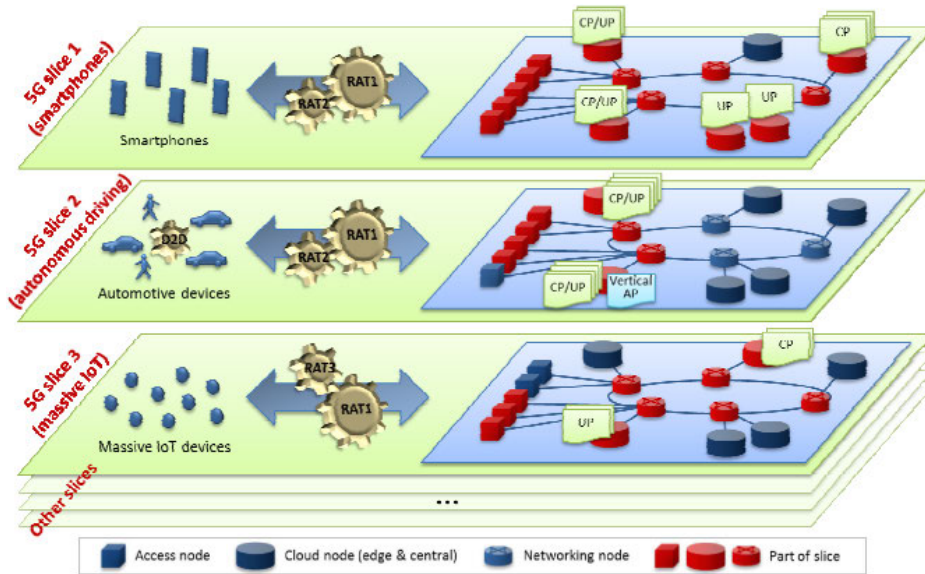 5G slice 1
(smartphones)
Smartphones
RAT2
RAT1
CP/UP
CP/UP
UP
UP
CP
5G slice 2
(autonomous driving)
D2D
Automotive devices
RAT2
RAT1
CP/UP
CP/UP
Vertical
AP
5G slice 3
(massive IoT)
Massive IoT devices
RAT3
RAT1
UP
CP
Other slices
...
Access node
Cloud node (edge & central)
Networking node
Part of slice